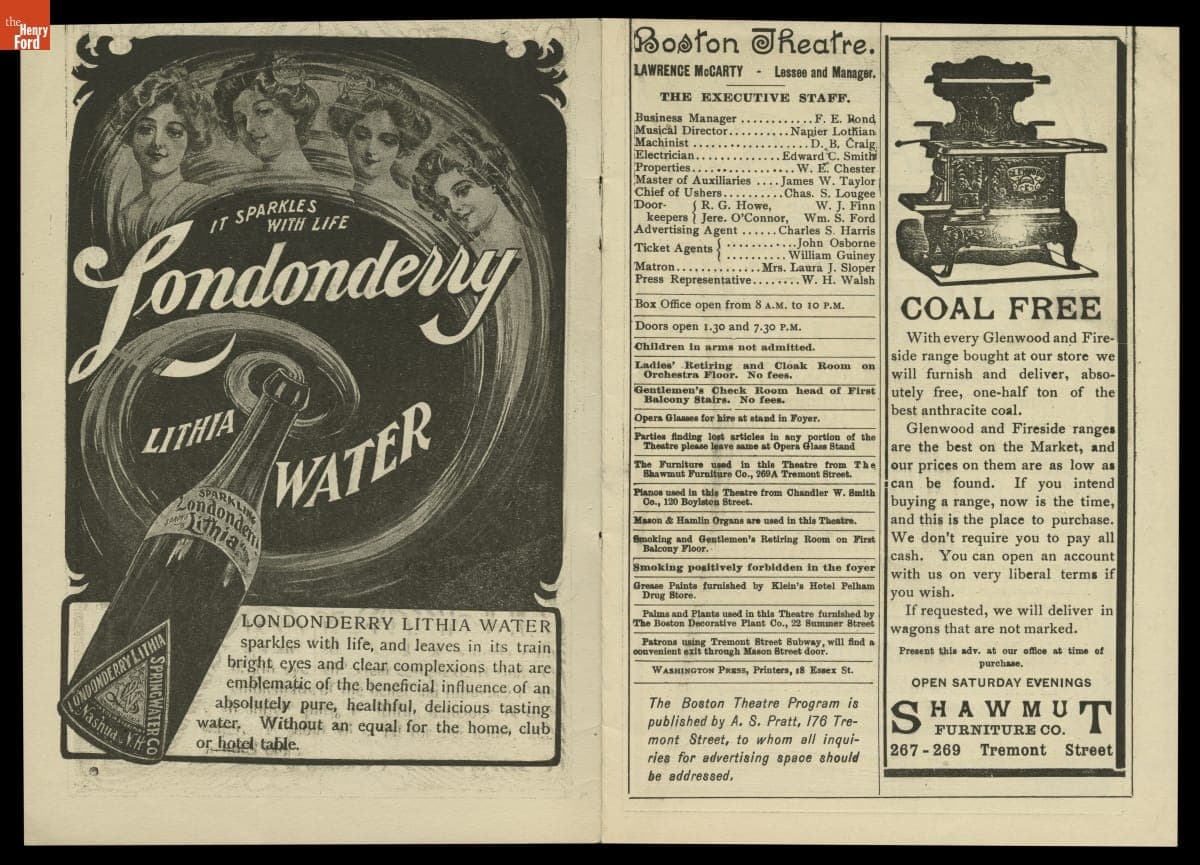 the
Henry
Ford
IT SPARKLES
WITH LIFE
Londonderry
LITHIA
WATER
SPARKLING
Londonderry
Lithia
LONDONDERRY LITHIA
SPRING WATER CO
Nashua, N.H.
LONDONDERRY LITHIA WATER
sparkles with life, and leaves in its train
bright eyes and clear complexions that are
emblematic of the beneficial influence of an
absolutely pure, healthful, delicious tasting
water. Without an equal for the home, club
or hotel table.
Boston Theatre.
LAWRENCE McCARTY - Lessee and Manager.
THE EXECUTIVE STAFF.
Business Manager ............ F. E. Pond
Musical Director.......... Napier Lothian
Machinist .................. D. B. Craig
Electrician.............. Edward C. Smith
Properties................ W. E. Chester
Master of Auxiliaries .... James W. Taylor
Chief of Ushers.......... Chas. S. Lougee
Door- { R. G. Howe, W. J. Finn
keepers { Jere. O'Connor, Wm. S. Ford
Advertising Agent ...... Charles S. Harris
Ticket Agents { ........... John Osborne
.......... William Guiney
Matron.............. Mrs. Laura J. Sloper
Press Representative........ W. H. Walsh
Box Office open from 8 A.M. to 10 P.M.
Doors open 1.30 and 7.30 P.M.
Children in arms not admitted.
Ladies' Retiring and Cloak Room on
Orchestra Floor. No fees.
Gentlemen's Check Room head of First
Balcony Stairs. No fees.
Opera Glasses for hire at stand in Foyer.
Parties finding lost articles in any portion of the
Theatre please leave same at Opera Glass Stand
The Furniture used in this Theatre from The
Shawmut Furniture Co., 269A Tremont Street.
Pianos used in this Theatre from Chandler W. Smith
Co., 120 Boylston Street.
Mason & Hamlin Organs are used in this Theatre.
Smoking and Gentlemen's Retiring Room on First
Balcony Floor.
Smoking positively forbidden in the foyer
Grease Paints furnished by Klein's Hotel Pelham
Drug Store.
Palms and Plants used in this Theatre furnished by
The Boston Decorative Plant Co., 22 Summer Street
Patrons using Tremont Street Subway, will find a
convenient exit through Mason Street door.
WASHINGTON PRESS, Printers, 18 Essex St.
The Boston Theatre Program is
published by A. S. Pratt, 176 Tre-
mont Street, to whom all inqui-
ries for advertising space should
be addressed.
GLENWOOD
COAL FREE
With every Glenwood and Fire-
side range bought at our store we
will furnish and deliver, abso-
lutely free, one-half ton of the
best anthracite coal.
Glenwood and Fireside ranges
are the best on the Market, and
our prices on them are as low as
can be found. If you intend
buying a range, now is the time,
and this is the place to purchase.
We don't require you to pay all
cash. You can open an account
with us on very liberal terms if
you wish.
If requested, we will deliver in
wagons that are not marked.
Present this adv. at our office at time of
purchase.
OPEN SATURDAY EVENINGS
SHAWMUT
FURNITURE CO.
267-269 Tremont Street